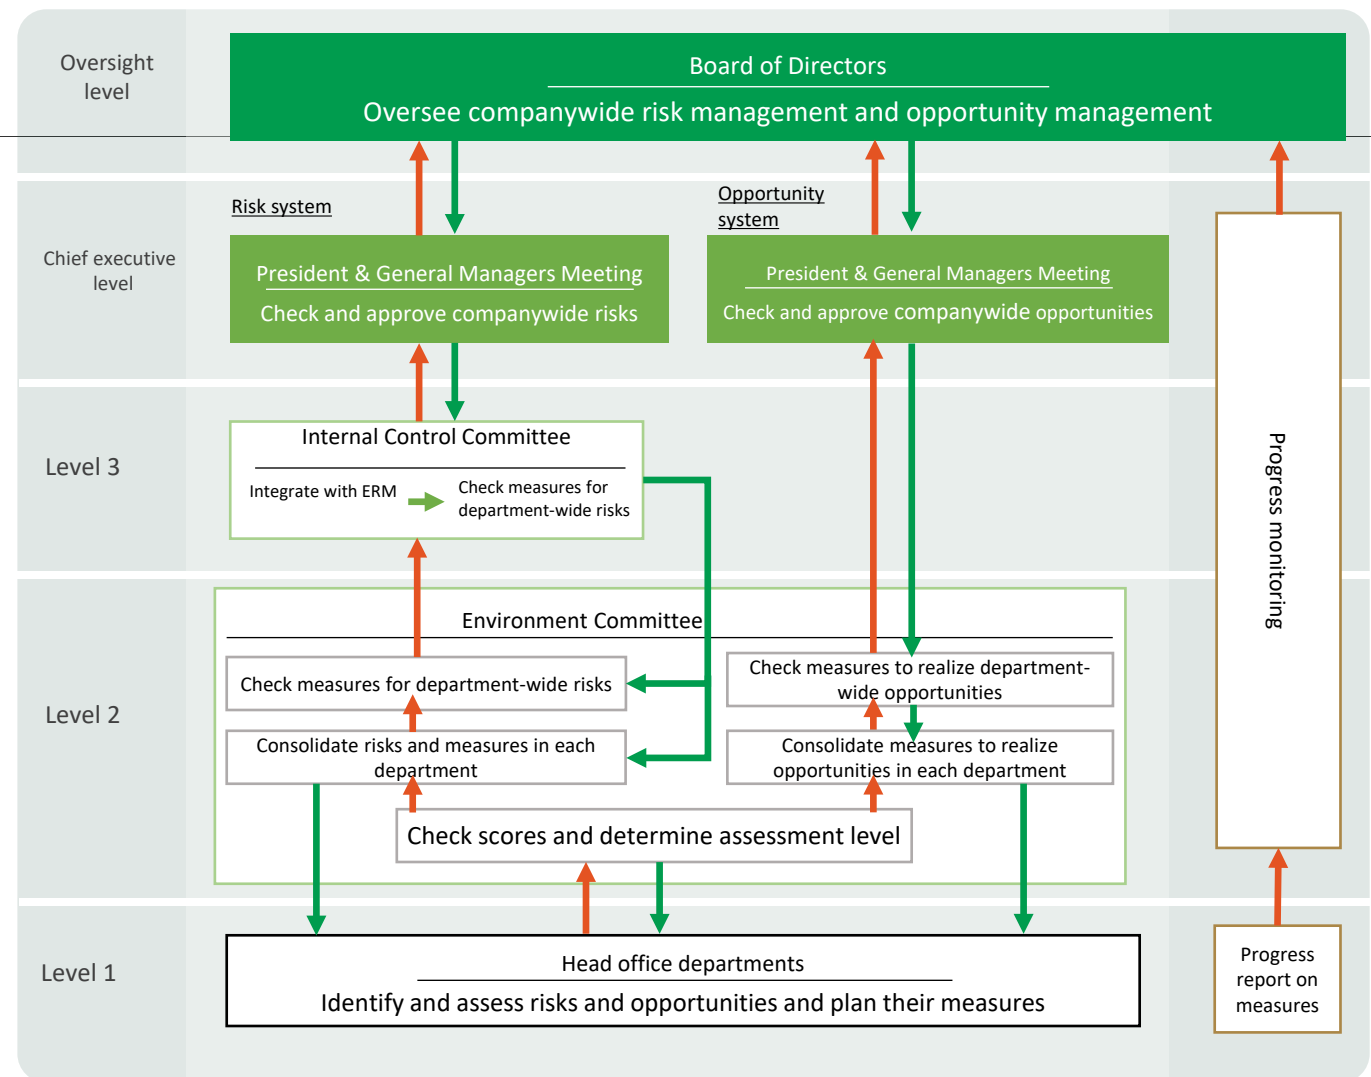 Oversight
level
Board of Directors
Oversee companywide risk management and opportunity management
Chief executive
level
Risk system
President & General Managers Meeting
Check and approve companywide risks
Opportunity
system
President & General Managers Meeting
Check and approve companywide opportunities
Level 3
Internal Control Committee
Integrate with ERM
Check measures for
department-wide risks
Level 2
Environment Committee
Check measures for department-wide risks
Consolidate risks and measures in each
department
Check measures to realize department-
wide opportunities
Consolidate measures to realize
opportunities in each department
Check scores and determine assessment level
Level 1
Head office departments
Identify and assess risks and opportunities and plan their measures
Progress monitoring
Progress
report on
measures